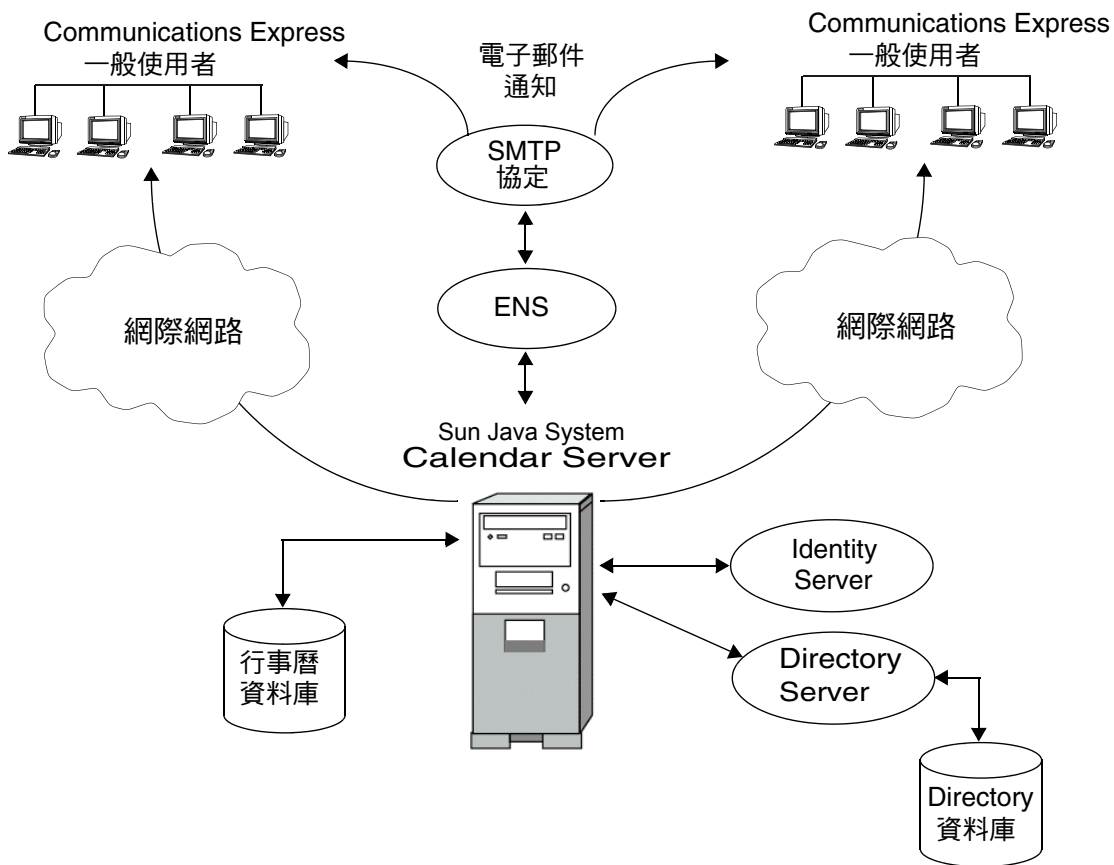 Communications Express
一般使用者
電子郵件
通知
Communications Express
一般使用者
SMTP
協定
網際網路
ENS
網際網路
Sun Java System
Calendar Server
Identity
Server
行事曆
資料庫
Directory
Server
Directory
資料庫